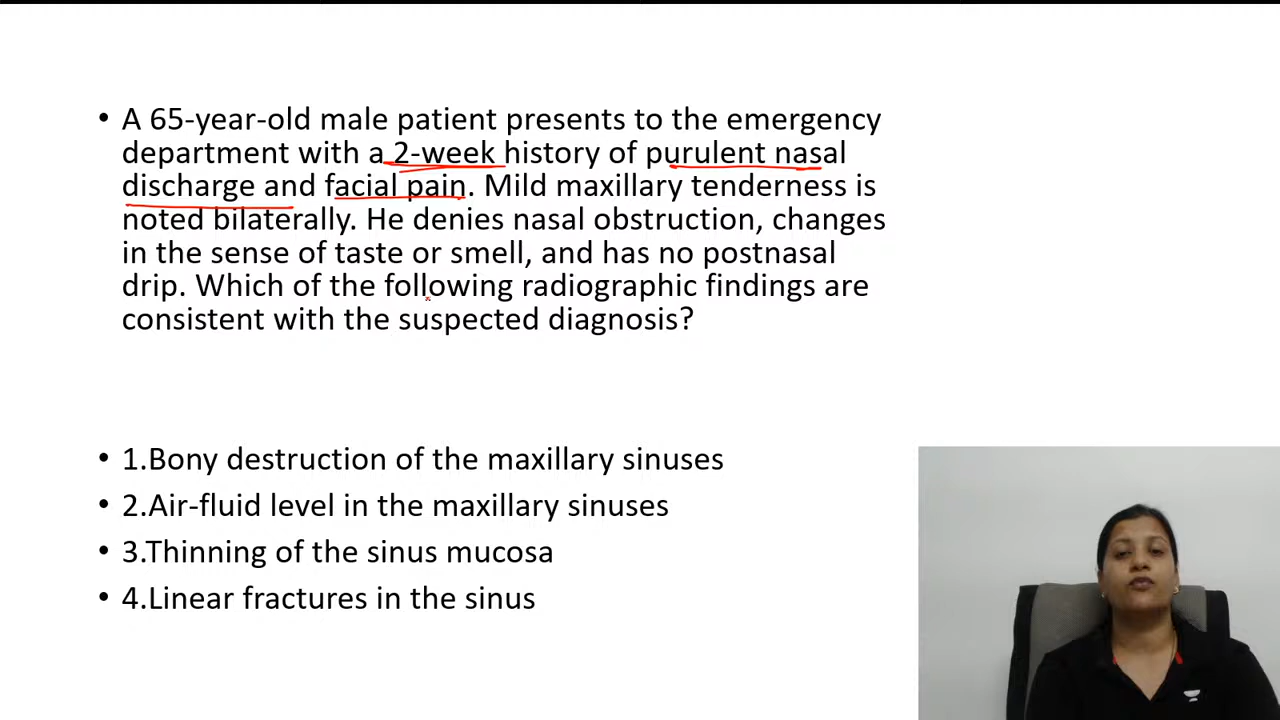 • A 65-year-old male patient presents to the emergency
department with a 2-week history of purulent nasal
discharge and facial pain. Mild maxillary tenderness is
noted bilaterally. He denies nasal obstruction, changes
in the sense of taste or smell, and has no postnasal
drip. Which of the following radiographic findings are
consistent with the suspected diagnosis?
• 1.Bony destruction of the maxillary sinuses
• 2.Air-fluid level in the maxillary sinuses
• 3.Thinning of the sinus mucosa
• 4.Linear fractures in the sinus